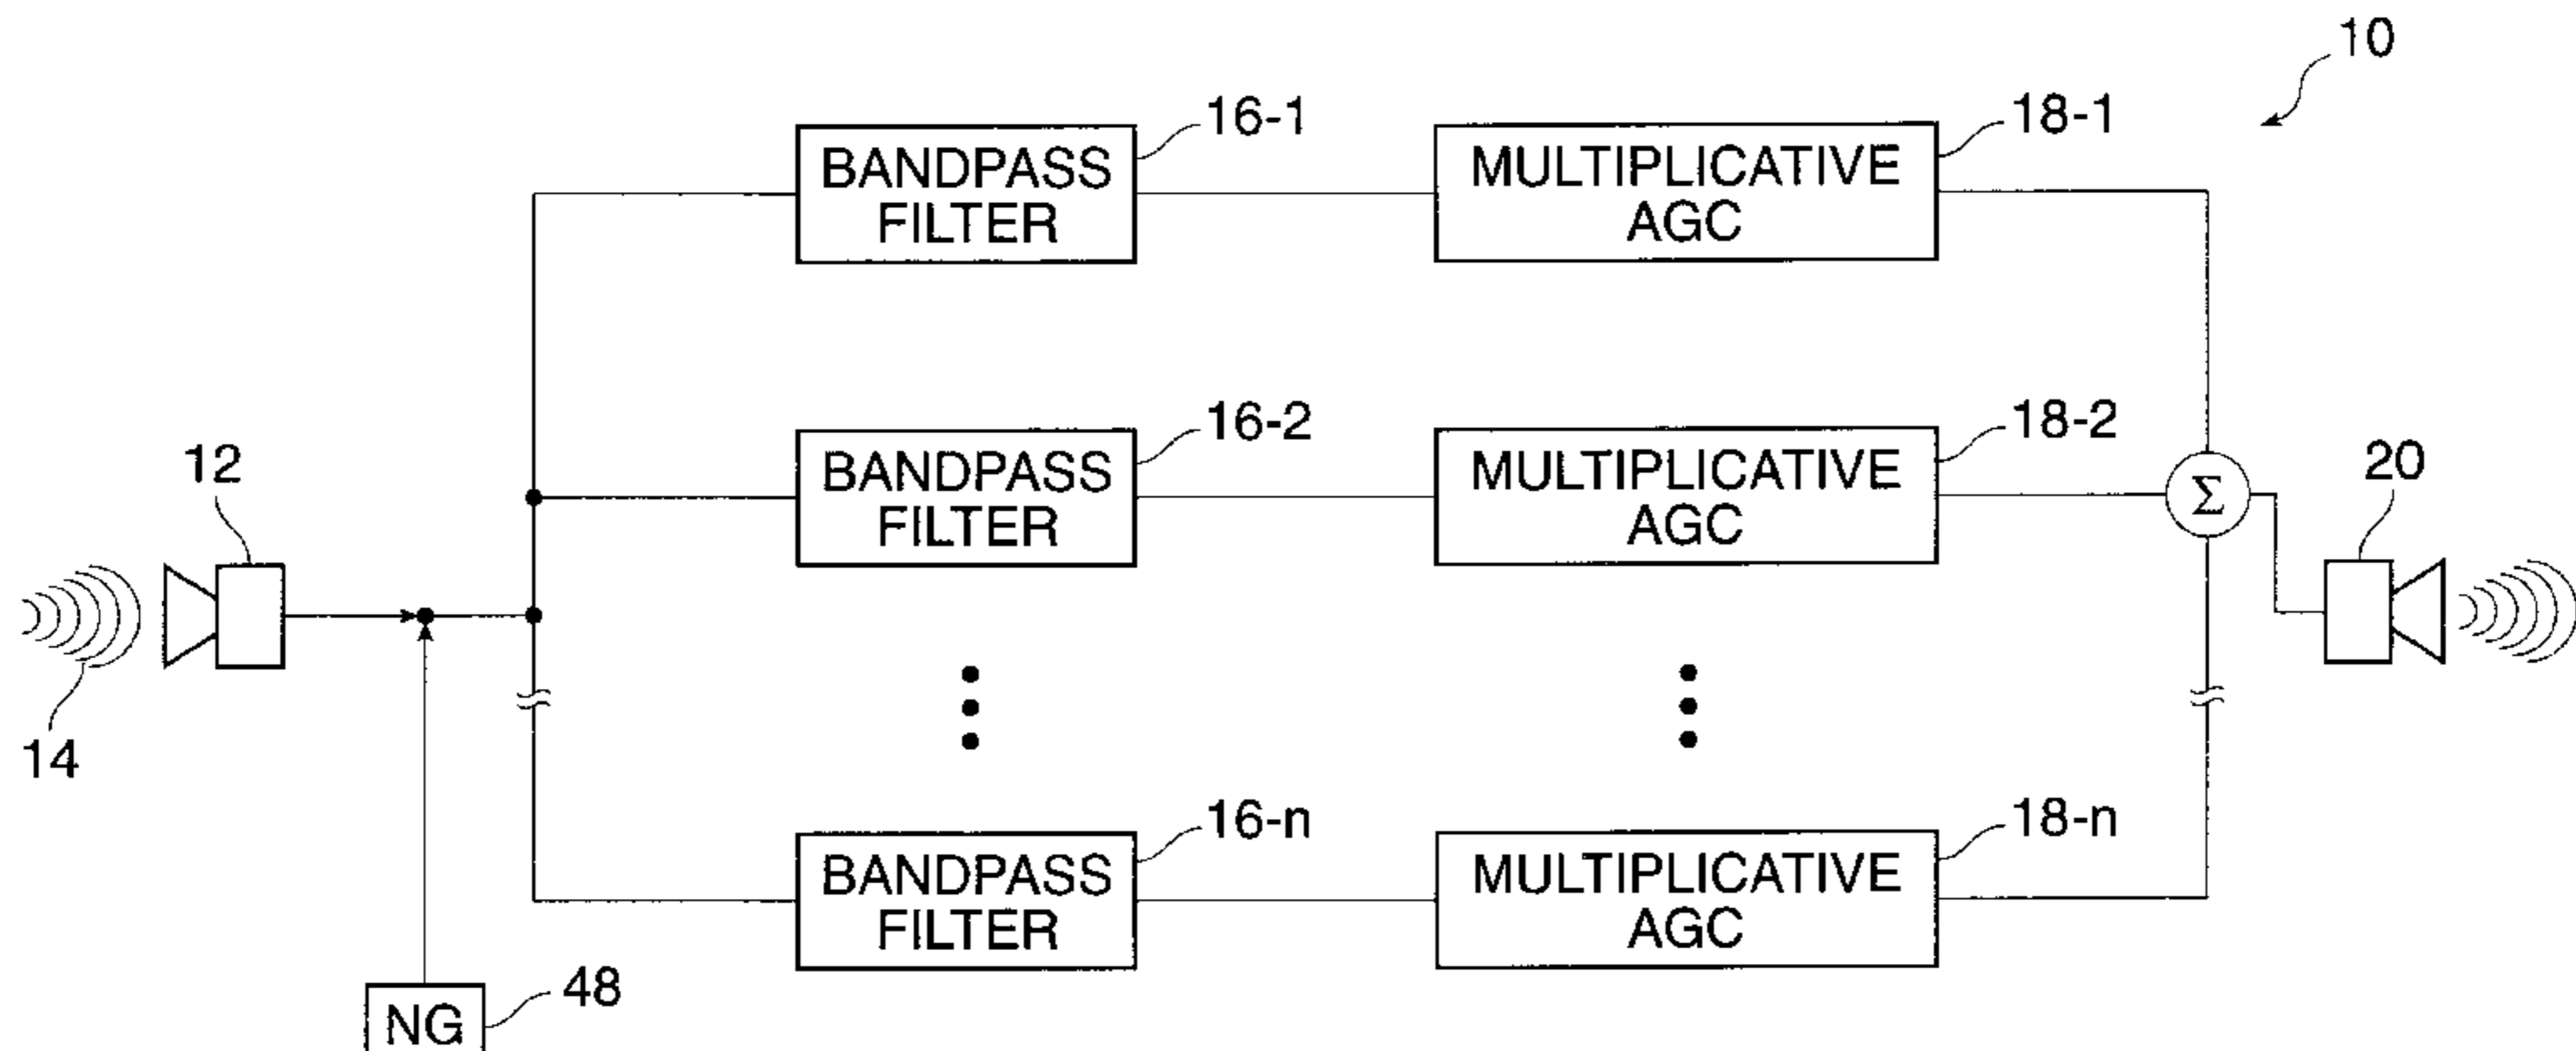 10
16-1
BANDPASS
FILTER
18-1
MULTIPLICATIVE
AGC
16-2
BANDPASS
FILTER
18-2
MULTIPLICATIVE
AGC
Σ
12
20
14
16-n
BANDPASS
FILTER
18-n
MULTIPLICATIVE
AGC
48
NG